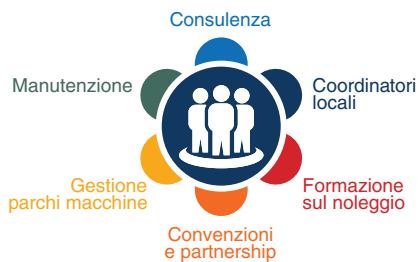 Consulenza
Manutenzione
Coordinatori
locali
Gestione
parchi macchine
Formazione
sul noleggio
Convenzioni
e partnership